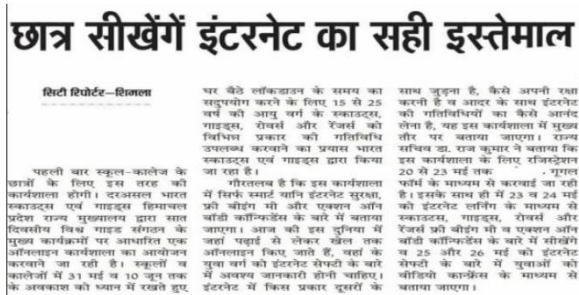 छात्र सीखेंगें इंटरनेट का सही इस्तेमाल
सिटी रिपोर्टर–शिमला
पहली बार स्कूल-कालेज के
छात्रों के लिए इस तरह की
कार्यशाला होगी। दरअसल भारत
स्काउट्स एवं गाइड्स हिमाचल
प्रदेश राज्य मुख्यालय द्वारा सात
दिवसीय विश्व गाइड संगठन के
मुख्य कार्यक्रमों पर आधारित एक
ऑनलाइन कार्यशाला का आयोजन
करवाने जा रही है। स्कूलों व
कालेजों में 31 मई व 10 जून तक
के अवकाश को ध्यान में रखते हुए
घर बैठे लॉकडाउन के समय का
सदुपयोग करने के लिए 15 से 25
वर्ष की आयु वर्ग के स्काउट्स,
गाइड्स, रोवर्स और रेंजर्स को
विभिन्न प्रकार की गतिविधि
उपलब्ध करवाने का प्रयास भारत
स्काउट्स एवं गाइड्स द्वारा किया
जा रहा है।
गौरतलब है कि इस कार्यशाला
में सिर्फ स्मार्ट यानि इंटरनेट सुरक्षा,
फ्री बीइंग मी और एक्शन ऑन
बॉडी कॉन्फिडेंस के बारे में बताया
जाएगा। आज की इस दुनिया में
जहां पढ़ाई से लेकर खेल तक
ऑनलाइन किए जाते हैं, वहां के
युवा वर्ग को इंटरनेट सेफ्टी के बारे
में अवश्य जानकारी होनी चाहिए।
इंटरनेट में किस प्रकार दूसरों के
साथ जुड़ना है, कैसे अपनी रक्षा
करनी है व आदर के साथ इंटरनेट
की गतिविधियों का कैसे आनंद
लेना है, यह इस कार्यशाला में मुख्य
तौर पर बताया जाएगा। राज्य
सचिव डा. राज कुमार ने बताया कि
इस कार्यशाला के लिए रजिस्ट्रेशन
20 से 23 मई तक . गूगल
फॉर्म के माध्यम से करवाई जा रही
है। इसके साथ ही में 23 व 24 मई
को इंटरनेट लर्निंग के माध्यम से
स्काउटस, गाइड्स, रोवर्स और
रेंजर्स फ्री बीइंग मी व एक्शन ऑन
बॉडी कॉन्फिडेंस के बारे में सीखेंगे
व 25 और 26 मई को इंटरनेट
सेफ्टी के बारे में युवाओं को
वीडियो कान्फ्रेंस के माध्यम से
बताया जाएगा।